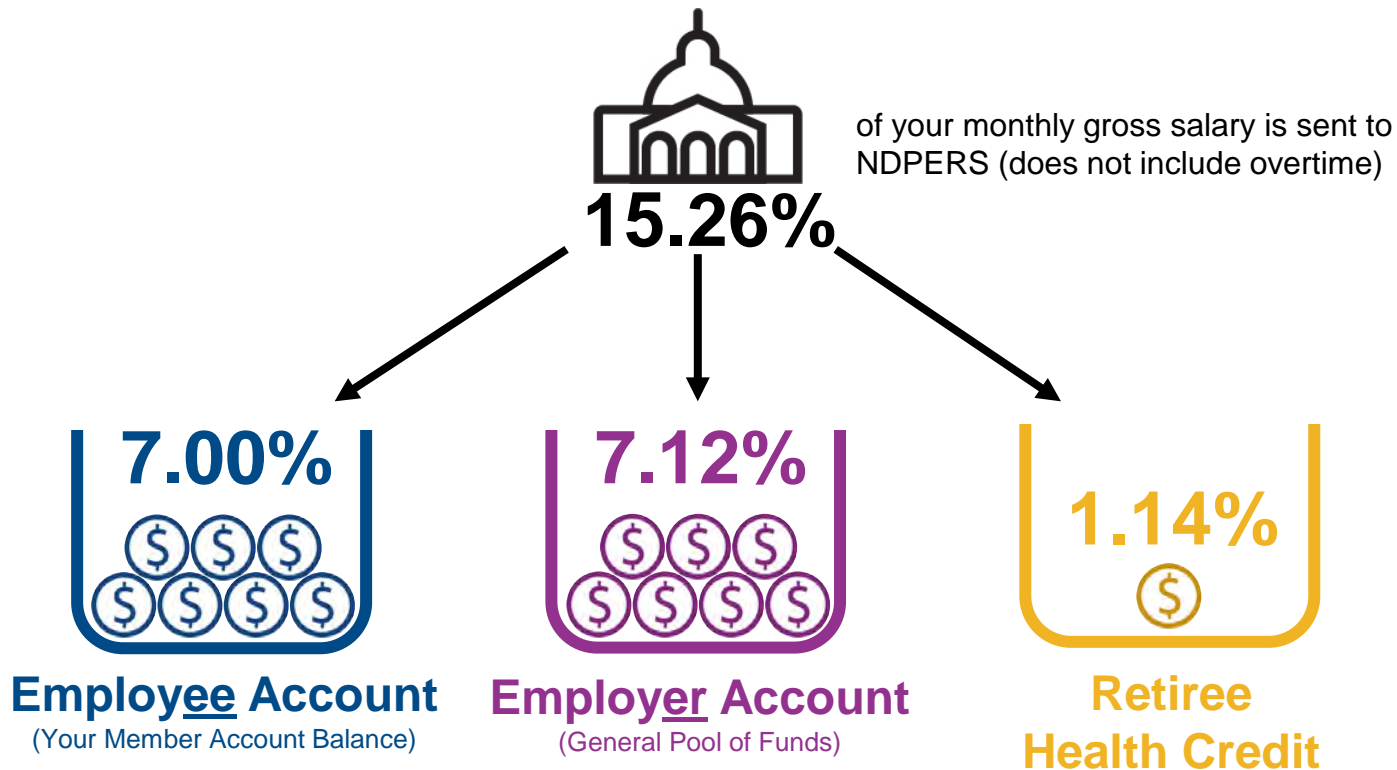 of your monthly gross salary is sent to
NDPERS (does not include overtime)
15.26%
7.00%
$ $ $
$ $ $ $
Employee Account
(Your Member Account Balance)
7.12%
$ $ $
$ $ $ $
Employer Account
(General Pool of Funds)
1.14%
$
Retiree
Health Credit